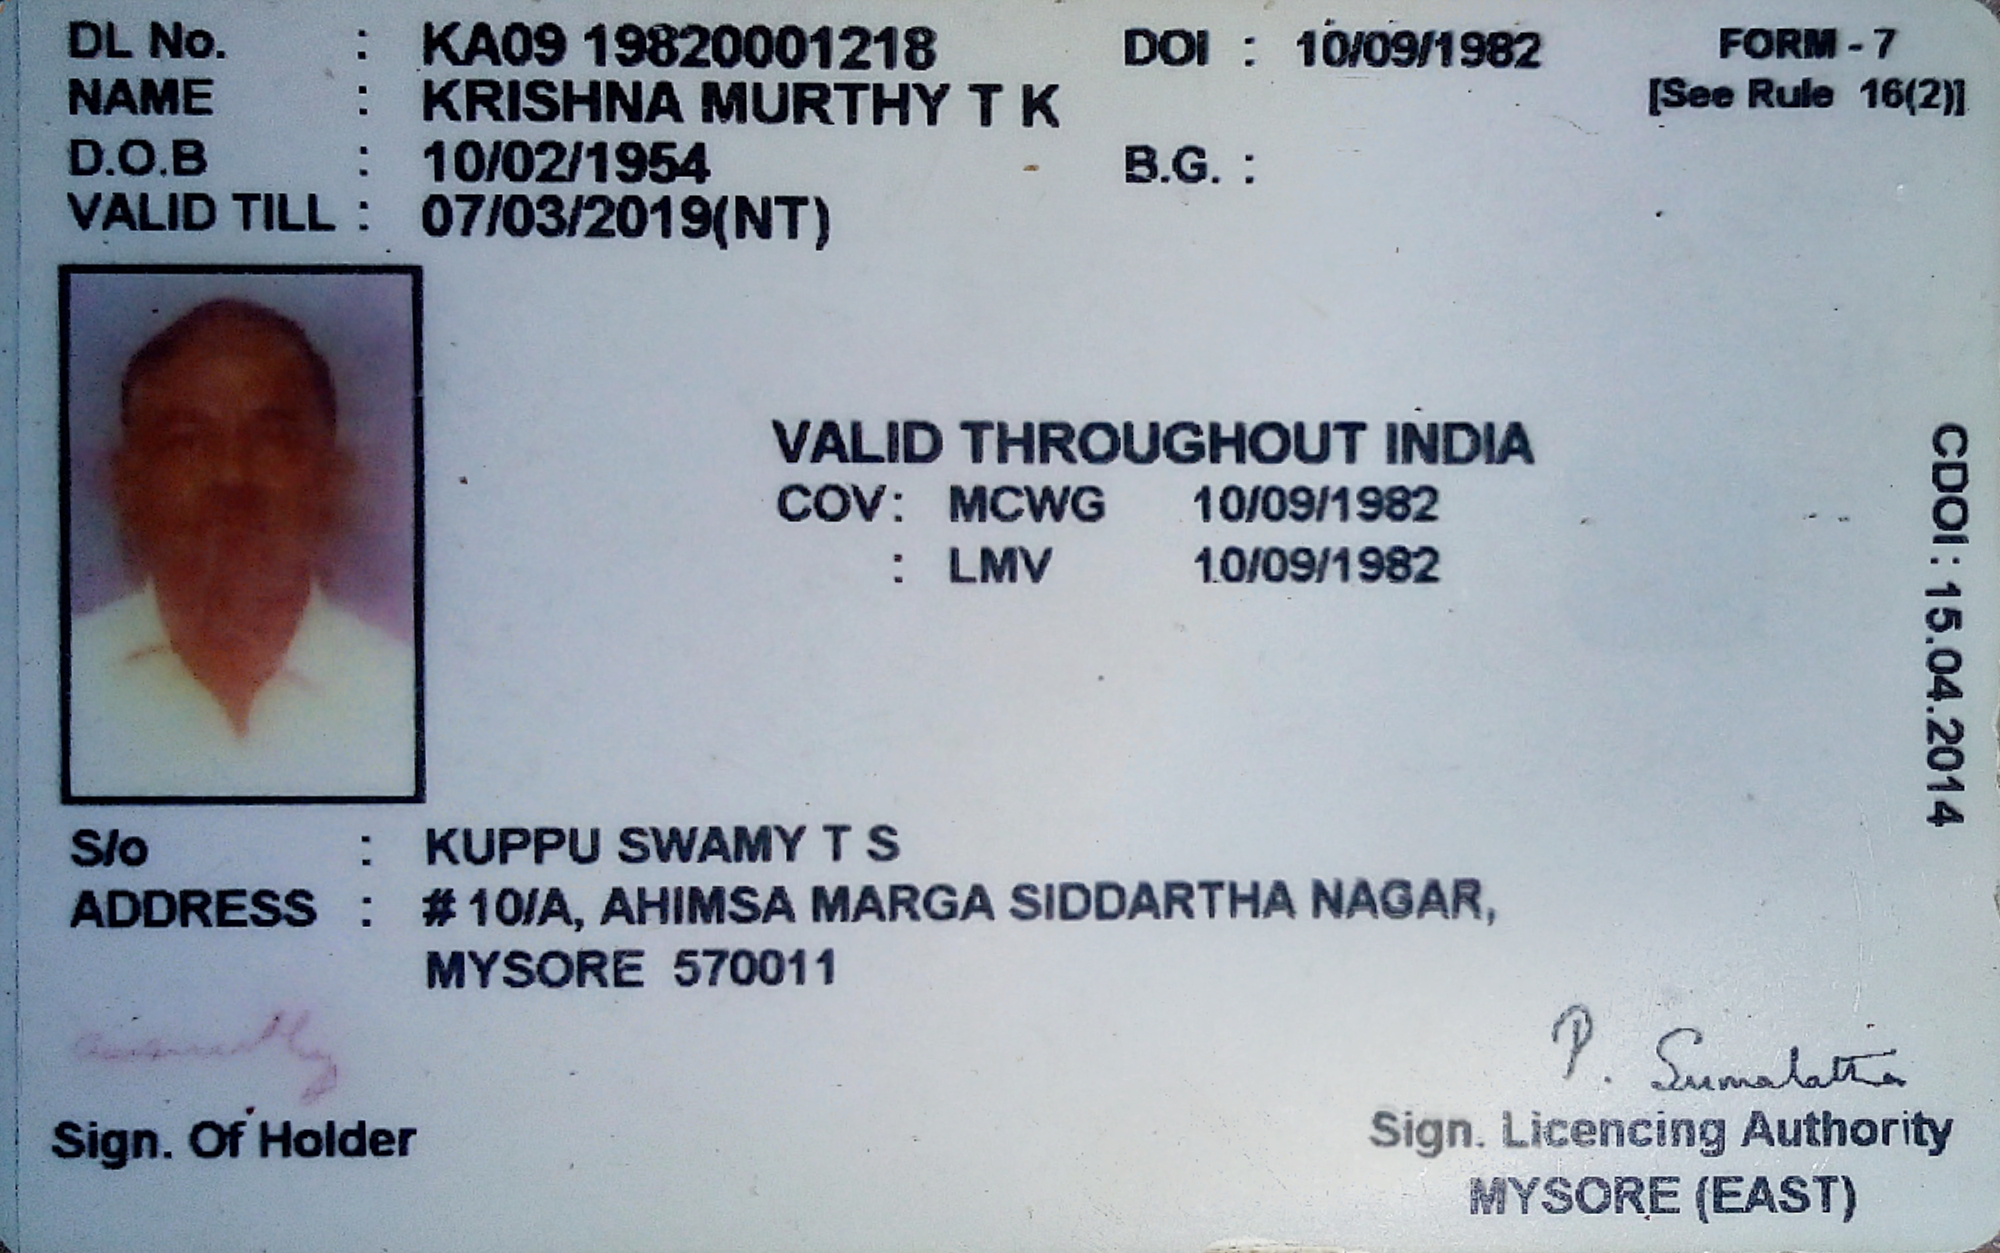 DL No. : KA09 19820001218 DOI : 10/09/1982 FORM - 7
NAME : KRISHNA MURTHY T K [See Rule 16(2)]
D.O.B : 10/02/1954 B.G. :
VALID TILL : 07/03/2019(NT)
VALID THROUGHOUT INDIA
COV: MCWG 10/09/1982
: LMV 10/09/1982
CDOI: 15.04.2014
S/o : KUPPU SWAMY T S
ADDRESS : # 10/A, AHIMSA MARGA SIDDARTHA NAGAR,
MYSORE 570011
P. Sumalatha
Sign. Of Holder
Sign. Licencing Authority
MYSORE (EAST)